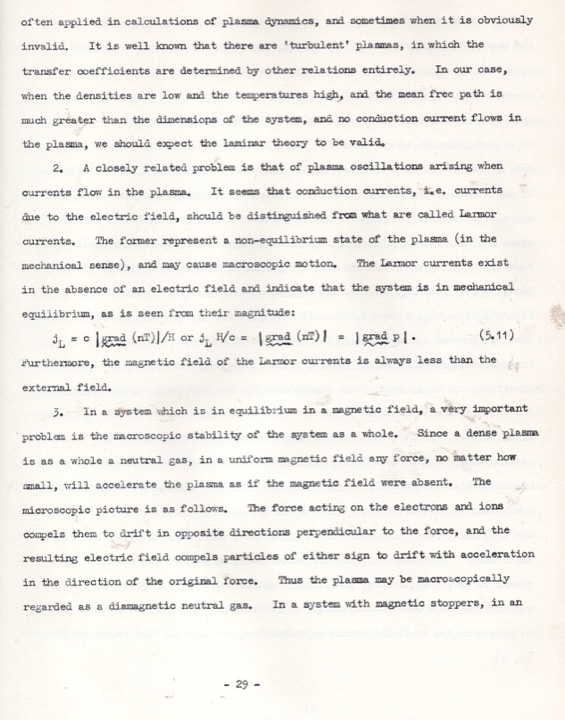 often applied in calculations of plasma dynamics, and sometimes when it is obviously
invalid. It is well known that there are 'turbulent' plasmas, in which the
transfer coefficients are determined by other relations entirely. In our case,
when the densities are low and the temperatures high, and the mean free path is
much greater than the dimensions of the system, and no conduction current flows in
the plasma, we should expect the laminar theory to be valid.
2. A closely related problem is that of plasma oscillations arising when
currents flow in the plasma. It seems that conduction currents, i.e. currents
due to the electric field, should be distinguished from what are called Larmor
currents. The former represent a non-equilibrium state of the plasma (in the
mechanical sense), and may cause macroscopic motion. The Larmor currents exist
in the absence of an electric field and indicate that the system is in mechanical
equilibrium, as is seen from their magnitude:
j_L = c |grad (nT)|/H or j_L H/c = |grad (nT)| = |grad p|. (5.11)
Furthermore, the magnetic field of the Larmor currents is always less than the
external field.
3. In a system which is in equilibrium in a magnetic field, a very important
problem is the macroscopic stability of the system as a whole. Since a dense plasma
is as a whole a neutral gas, in a uniform magnetic field any force, no matter how
small, will accelerate the plasma as if the magnetic field were absent. The
microscopic picture is as follows. The force acting on the electrons and ions
compels them to drift in opposite directions perpendicular to the force, and the
resulting electric field compels particles of either sign to drift with acceleration
in the direction of the original force. Thus the plasma may be macroscopically
regarded as a diamagnetic neutral gas. In a system with magnetic stoppers, in an
- 29 -